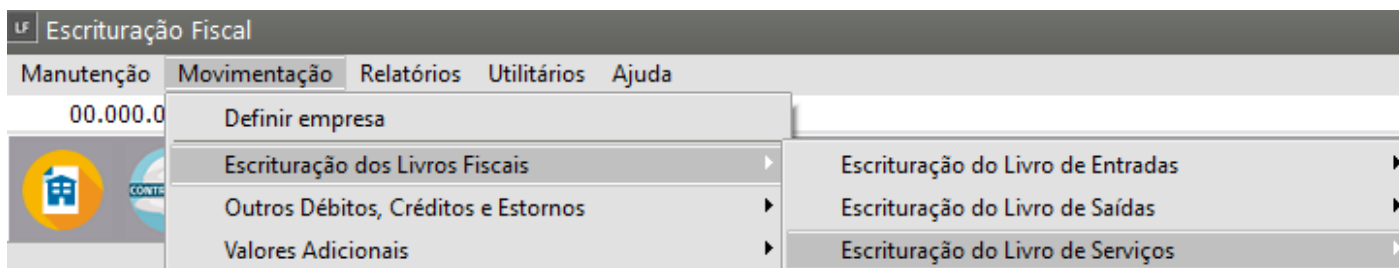 LF Escrituração Fiscal
Manutenção Movimentação Relatórios Utilitários Ajuda
00.000.0
Definir empresa
Escrituração dos Livros Fiscais
Outros Débitos, Créditos e Estornos
Valores Adicionais
Escrituração do Livro de Entradas
Escrituração do Livro de Saídas
Escrituração do Livro de Serviços